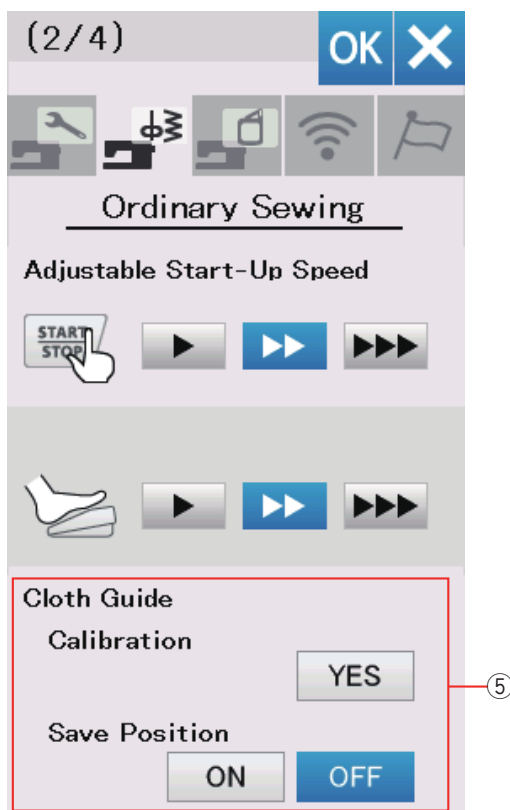 (2/4)
OK
Ordinary Sewing
Adjustable Start-Up Speed
START/
STOP
Cloth Guide
Calibration
YES
5
Save Position
ON OFF